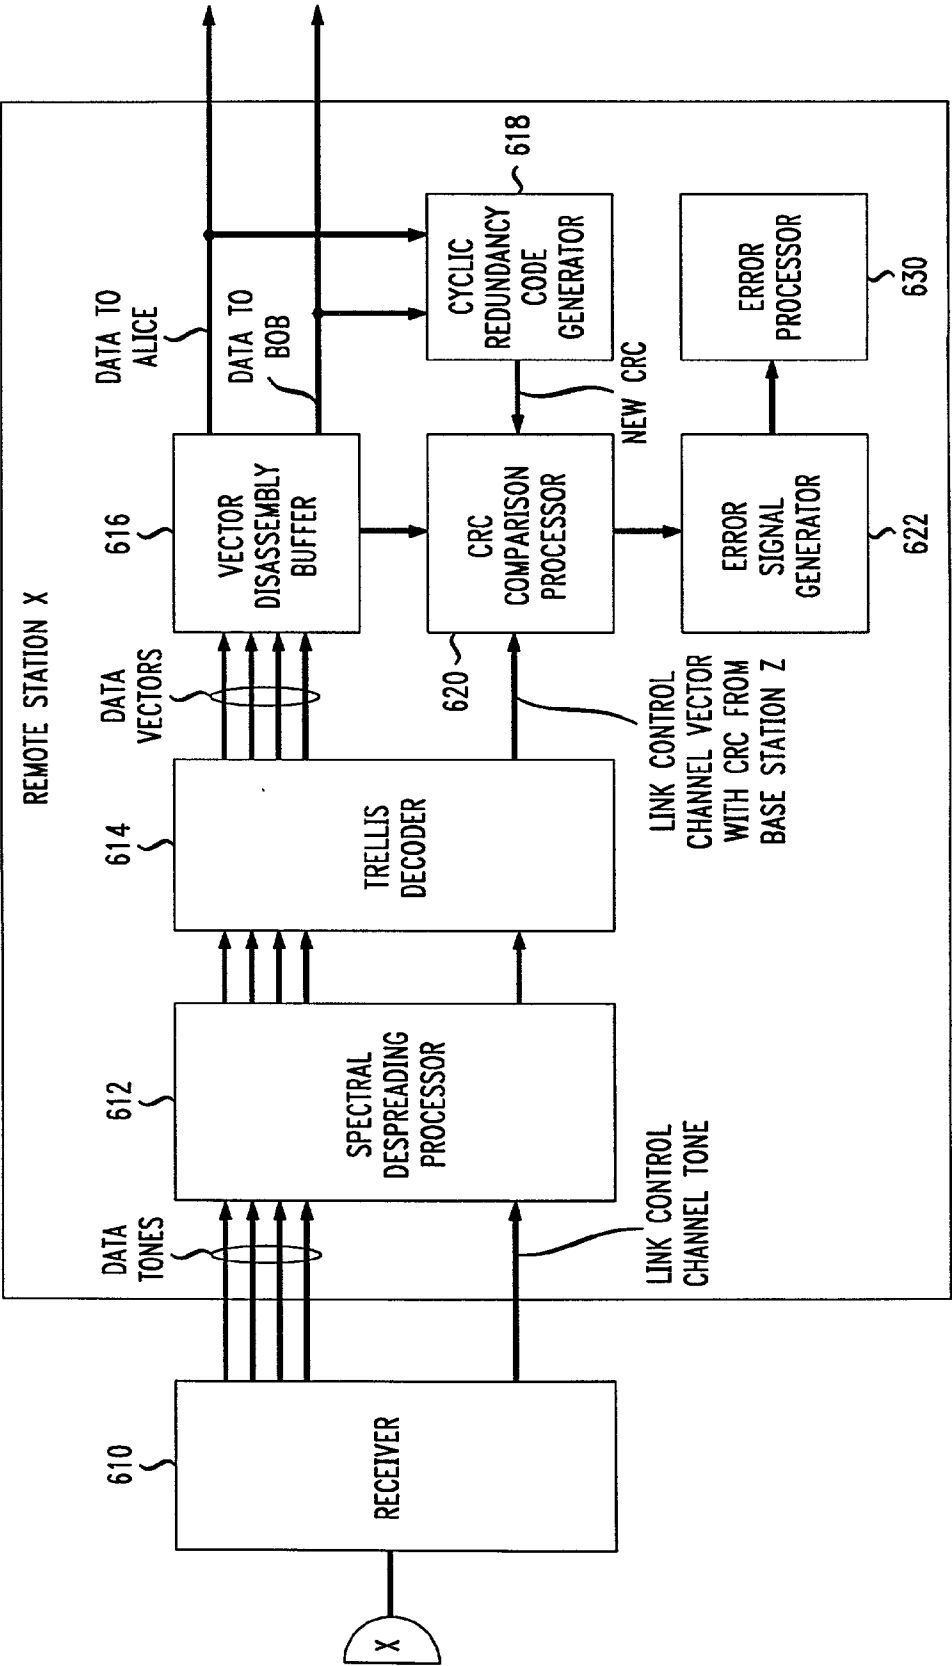 REMOTE STATION X
X
610
RECEIVER
DATA
TONES
LINK CONTROL
CHANNEL TONE
612
SPECTRAL
DESPREADING
PROCESSOR
614
TRELLIS
DECODER
DATA
VECTORS
LINK CONTROL
CHANNEL VECTOR
WITH CRC FROM
BASE STATION Z
616
VECTOR
DISASSEMBLY
BUFFER
DATA TO
ALICE
DATA TO
BOB
620
CRC
COMPARISON
PROCESSOR
NEW CRC
618
CYCLIC
REDUNDANCY
CODE
GENERATOR
ERROR
SIGNAL
GENERATOR
622
ERROR
PROCESSOR
630